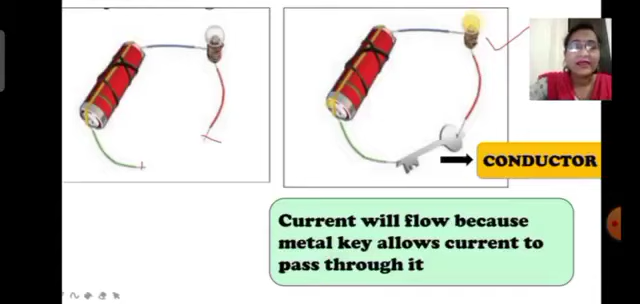 CONDUCTOR
Current will flow because
metal key allows current to
pass through it